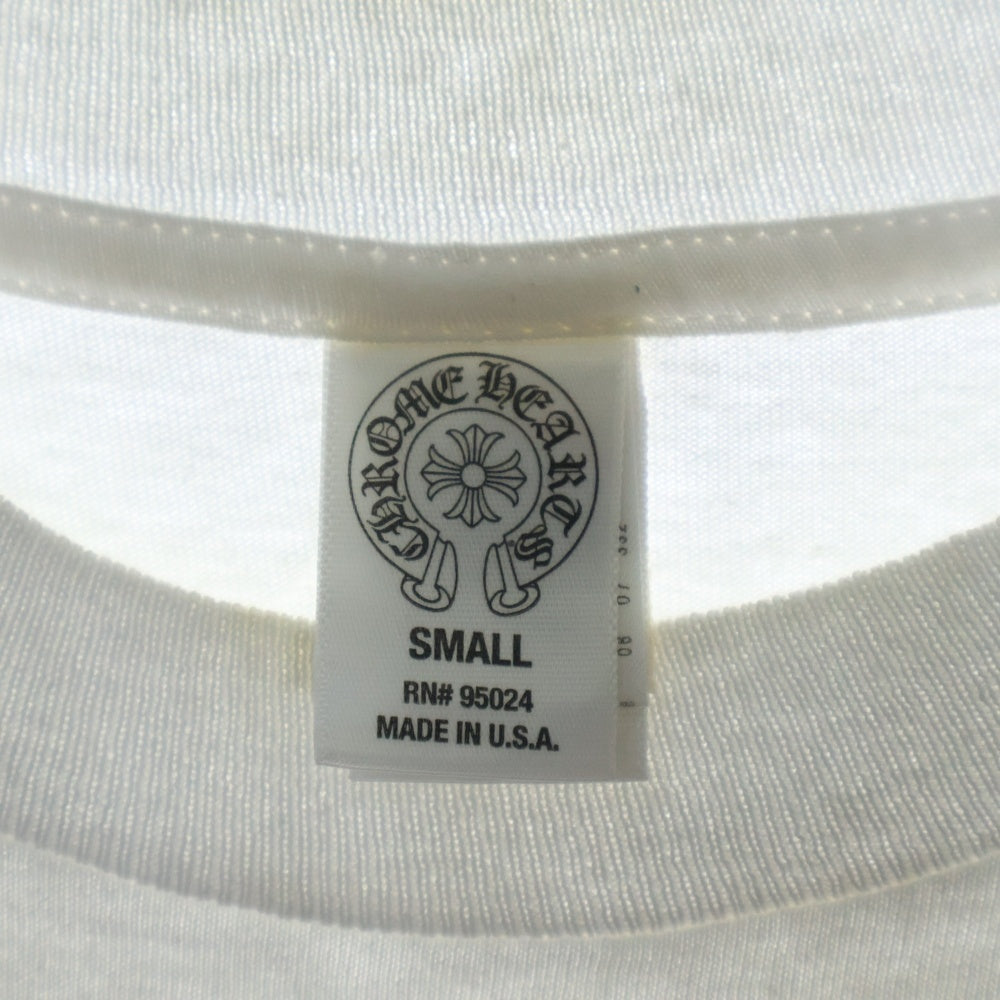 CHROME HEARTS
SMALL
RN# 95024
MADE IN U.S.A.